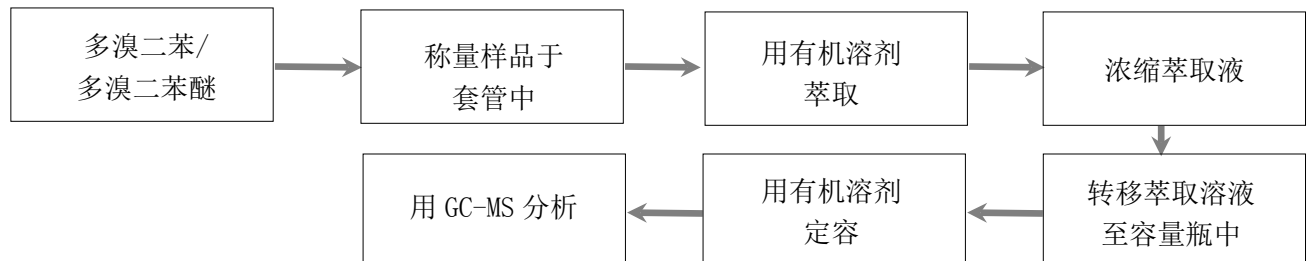 多溴二苯/
多溴二苯醚
称量样品于
套管中
用有机溶剂
萃取
浓缩萃取液
转移萃取溶液
至容量瓶中
用有机溶剂
定容
用 GC-MS 分析